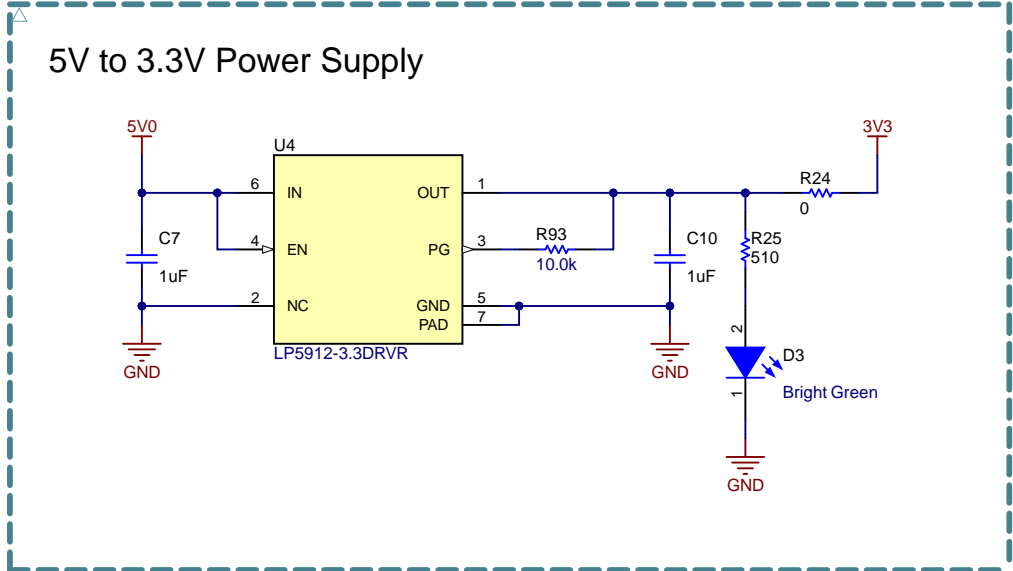 5V to 3.3V Power Supply
5V0
3V3
U4
6 IN OUT 1
R24
0
C7
1uF
4 EN PG 3
R93
10.0k
C10
1uF
R25
510
2 NC GND 5
PAD 7
LP5912-3.3DRVR
GND
GND
2
D3
1
Bright Green
GND